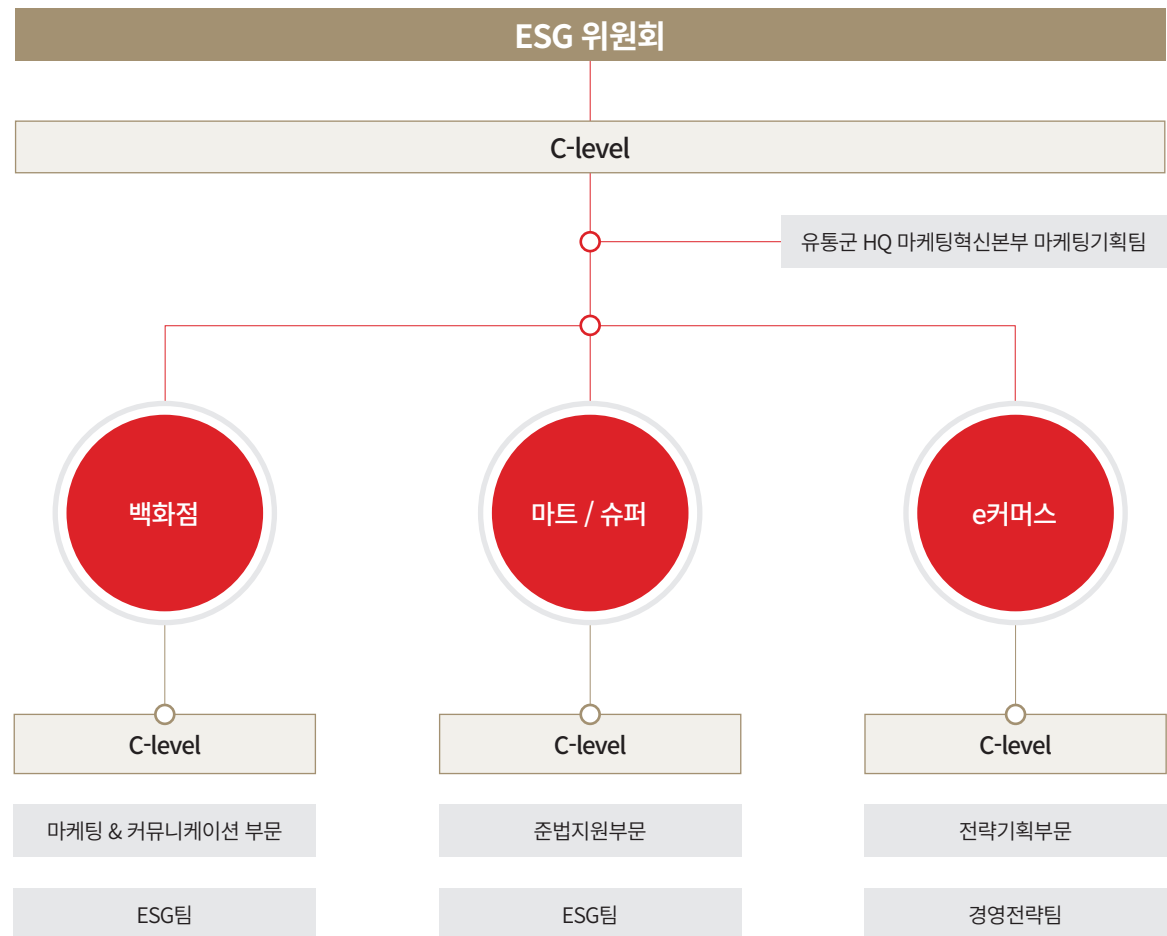 ESG 위원회
C-level
유통군 HQ 마케팅혁신본부 마케팅기획팀
백화점
마트 / 슈퍼
e커머스
C-level
C-level
C-level
마케팅 & 커뮤니케이션 부문
준법지원부문
전략기획부문
ESG팀
ESG팀
경영전략팀